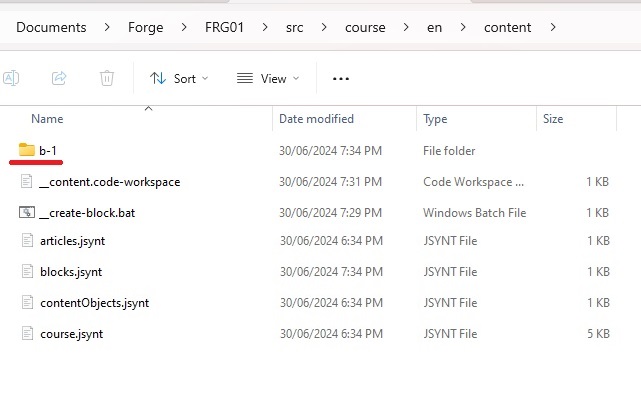 Documents > Forge > FRG01 > src > course > en > content >
Sort View ...
Name Date modified Type Size
b-1 30/06/2024 7:34 PM File folder
__content.code-workspace 30/06/2024 7:31 PM Code Workspace ... 1 KB
__create-block.bat 30/06/2024 7:29 PM Windows Batch File 1 KB
articles.jsynt 30/06/2024 6:34 PM JSYNT File 1 KB
blocks.jsynt 30/06/2024 7:34 PM JSYNT File 1 KB
contentObjects.jsynt 30/06/2024 6:34 PM JSYNT File 1 KB
course.jsynt 30/06/2024 6:34 PM JSYNT File 5 KB